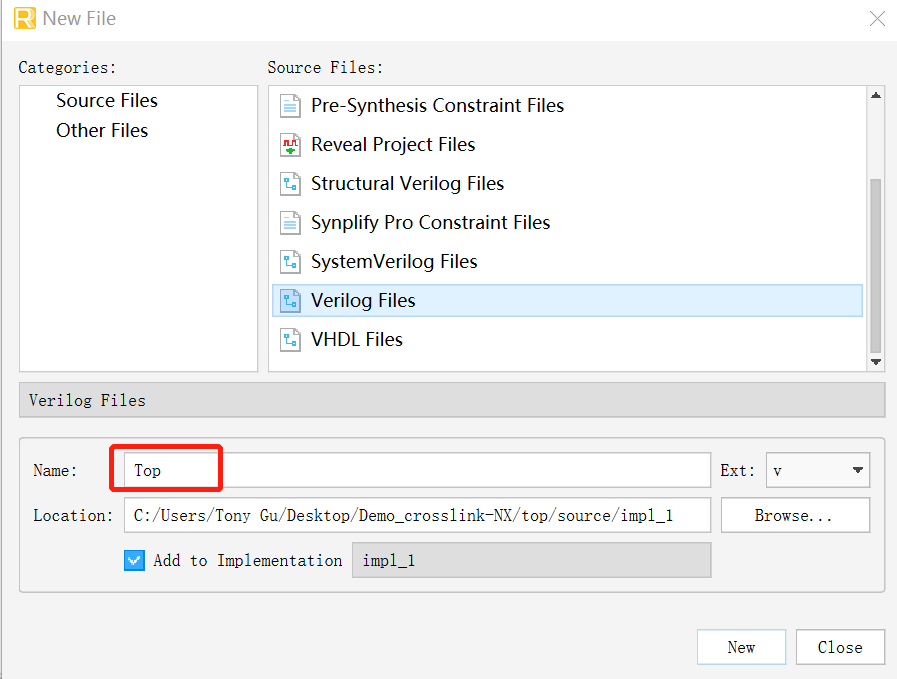 New File
Categories:
Source Files:
Source Files
Other Files
Pre-Synthesis Constraint Files
Reveal Project Files
Structural Verilog Files
Synplify Pro Constraint Files
SystemVerilog Files
Verilog Files
VHDL Files
Verilog Files
Name: Top Ext: v
Location: C:/Users/Tony Gu/Desktop/Demo_crosslink-NX/top/source/impl_1 Browse...
Add to Implementation impl_1
New Close